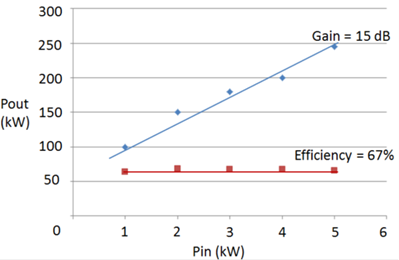 300
250
200
150
100
50
0
Pout
(kW)
Gain = 15 dB
Efficiency = 67%
1 2 3 4 5 6
Pin (kW)